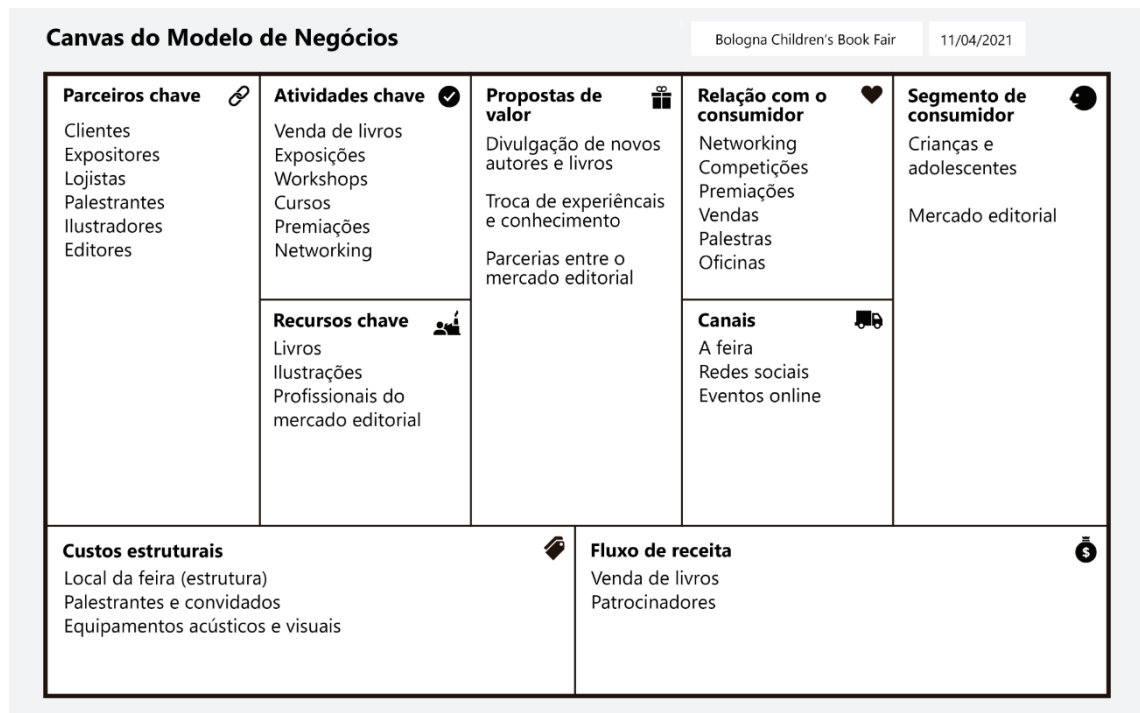 Canvas do Modelo de Negócios
Bologna Children's Book Fair
11/04/2021
Parceiros chave
Clientes
Expositores
Lojistas
Palestrantes
Ilustradores
Editores
Atividades chave
Venda de livros
Exposições
Workshops
Cursos
Premiações
Networking
Recursos chave
Livros
Ilustrações
Profissionais do
mercado editorial
Propostas de
valor
Divulgação de novos
autores e livros
Troca de experiêncais
e conhecimento
Parcerias entre o
mercado editorial
Relação com o
consumidor
Networking
Competições
Premiações
Vendas
Palestras
Oficinas
Canais
A feira
Redes sociais
Eventos online
Segmento de
consumidor
Crianças e
adolescentes
Mercado editorial
Custos estruturais
Local da feira (estrutura)
Palestrantes e convidados
Equipamentos acústicos e visuais
Fluxo de receita
$
Venda de livros
Patrocinadores